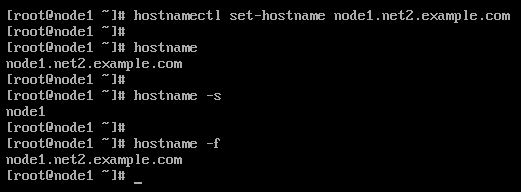 [root@node1 ~]# hostnamectl set-hostname node1.net2.example.com
[root@node1 ~]#
[root@node1 ~]# hostname
node1.net2.example.com
[root@node1 ~]#
[root@node1 ~]# hostname -s
node1
[root@node1 ~]#
[root@node1 ~]# hostname -f
node1.net2.example.com
[root@node1 ~]# _